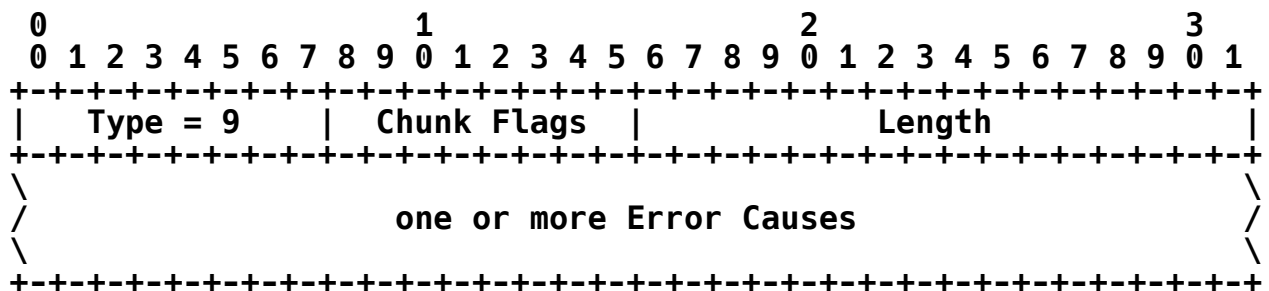 0                   1                   2                   3
 0 1 2 3 4 5 6 7 8 9 0 1 2 3 4 5 6 7 8 9 0 1 2 3 4 5 6 7 8 9 0 1
+-+-+-+-+-+-+-+-+-+-+-+-+-+-+-+-+-+-+-+-+-+-+-+-+-+-+-+-+-+-+-+-+
|   Type = 9    |  Chunk Flags  |            Length             |
+-+-+-+-+-+-+-+-+-+-+-+-+-+-+-+-+-+-+-+-+-+-+-+-+-+-+-+-+-+-+-+-+
\                                                               \
/                   one or more Error Causes                    /
\                                                               \
+-+-+-+-+-+-+-+-+-+-+-+-+-+-+-+-+-+-+-+-+-+-+-+-+-+-+-+-+-+-+-+-+